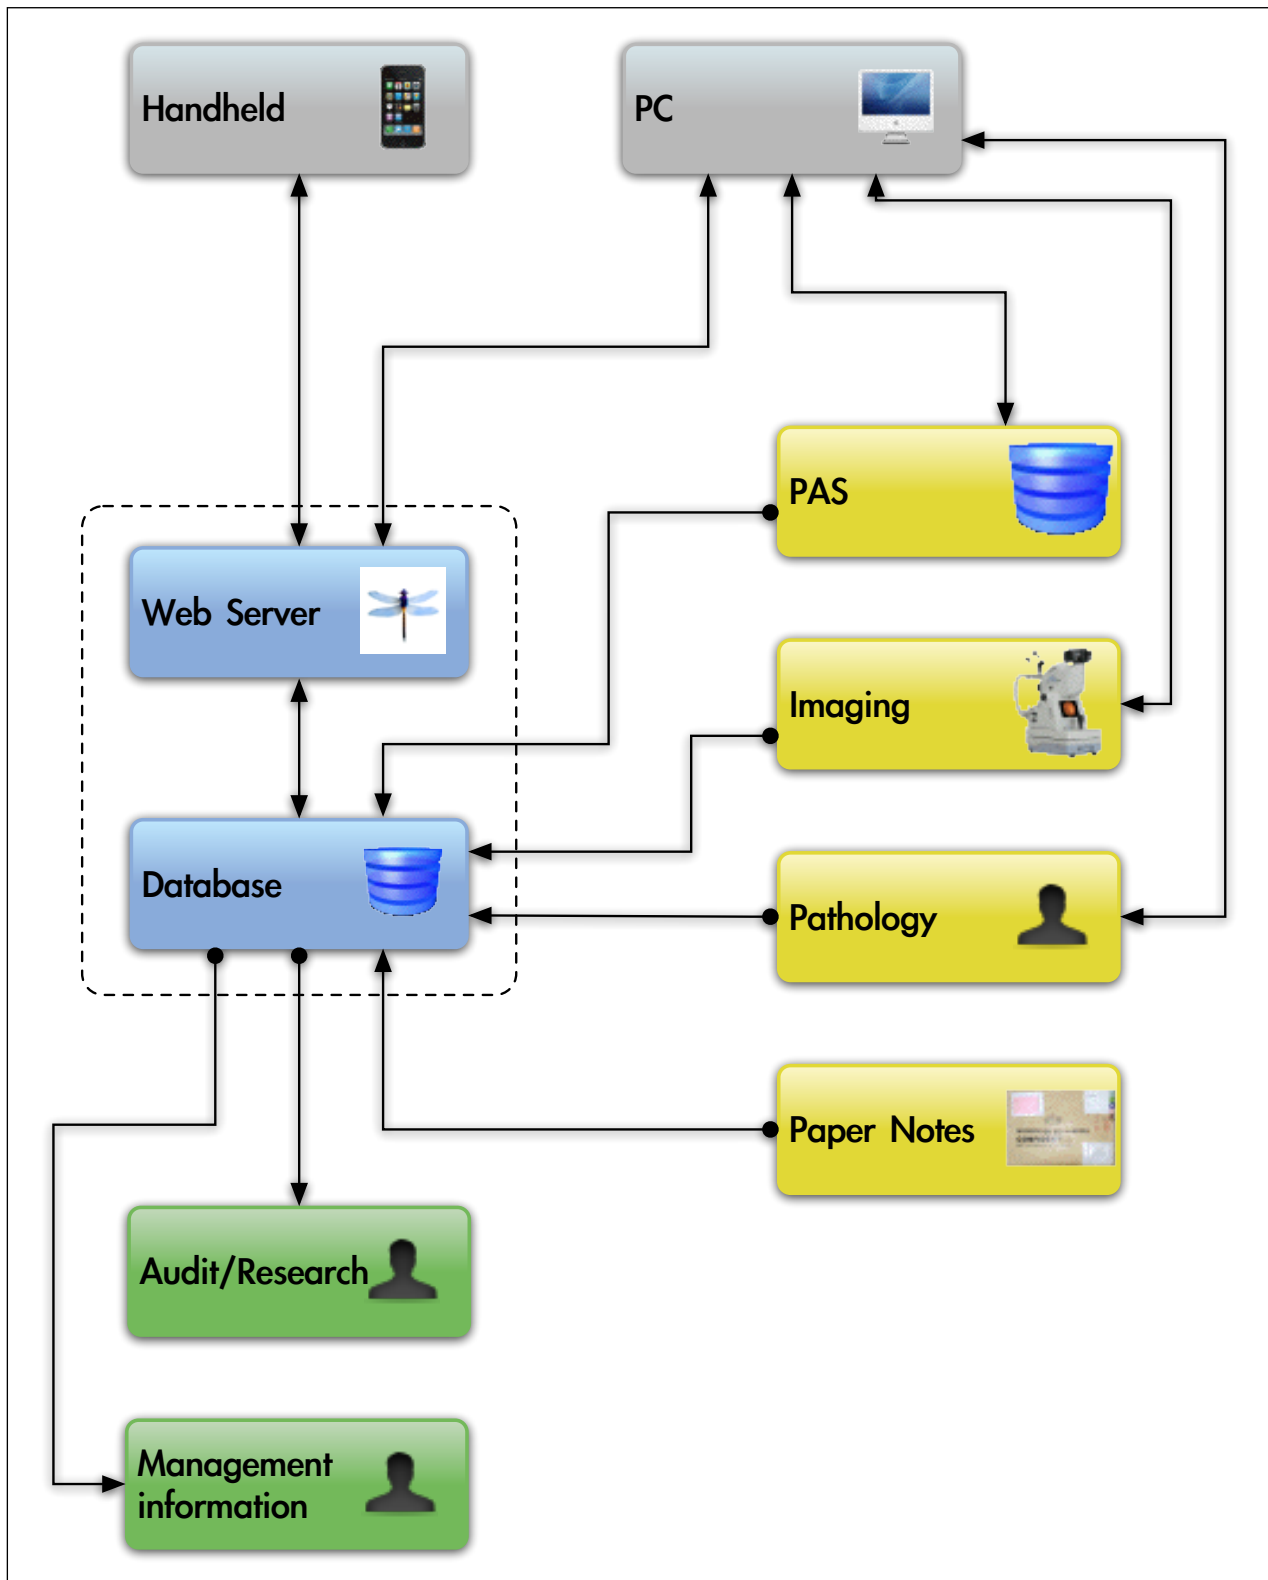 Handheld
PC
PAS
Web Server
Imaging
Database
Pathology
Paper Notes
Audit/Research
Management
information